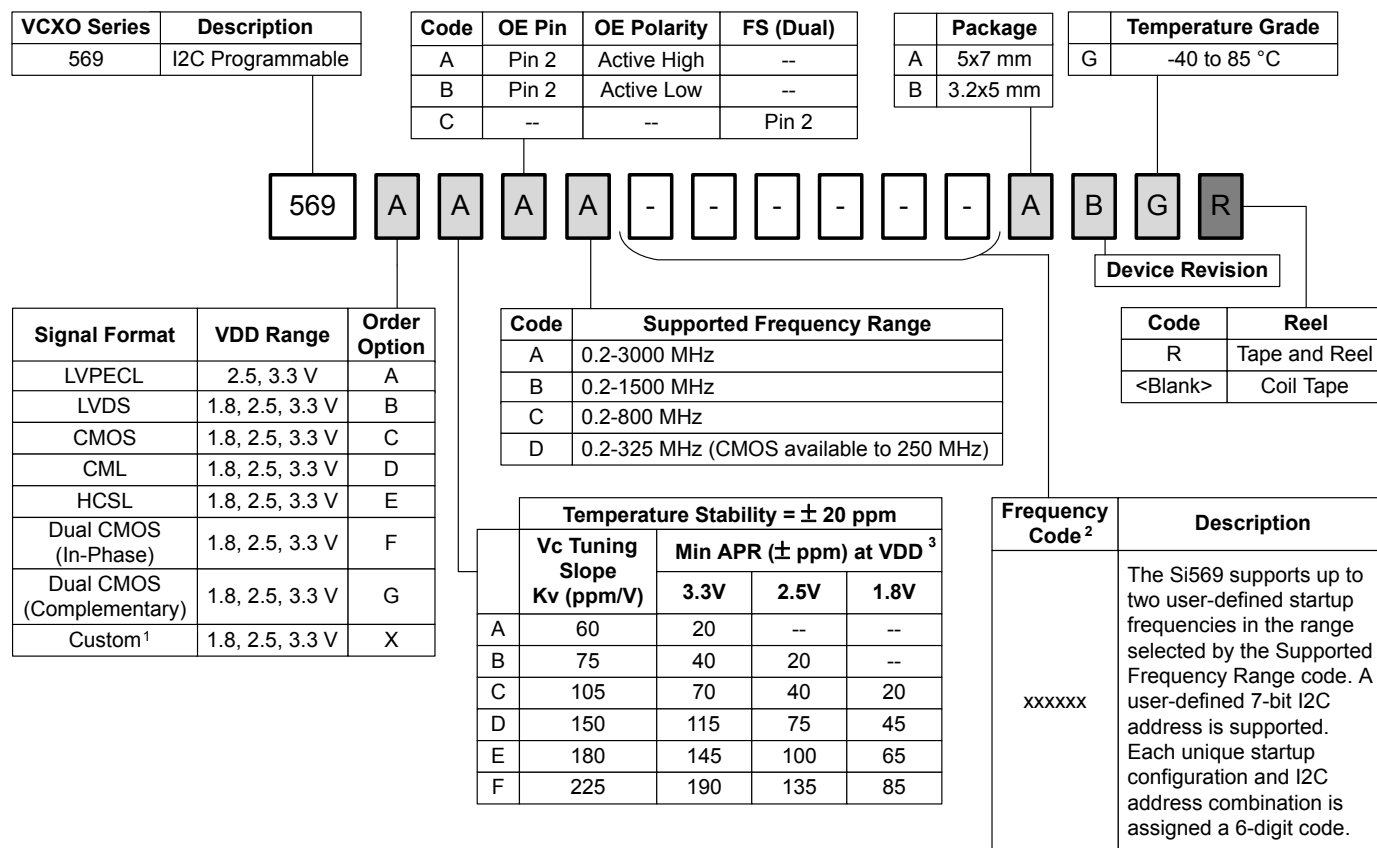 VCXO Series Description
569 I2C Programmable
Code OE Pin OE Polarity FS (Dual)
A Pin 2 Active High --
B Pin 2 Active Low --
C -- -- Pin 2
Package
A 5x7 mm
B 3.2x5 mm
Temperature Grade
G -40 to 85 °C
569 A A A A - - - - - - A B G R
Device Revision
Signal Format VDD Range Order Option
LVPECL 2.5, 3.3 V A
LVDS 1.8, 2.5, 3.3 V B
CMOS 1.8, 2.5, 3.3 V C
CML 1.8, 2.5, 3.3 V D
HCSL 1.8, 2.5, 3.3 V E
Dual CMOS (In-Phase) 1.8, 2.5, 3.3 V F
Dual CMOS (Complementary) 1.8, 2.5, 3.3 V G
Custom1 1.8, 2.5, 3.3 V X
Code Supported Frequency Range
A 0.2-3000 MHz
B 0.2-1500 MHz
C 0.2-800 MHz
D 0.2-325 MHz (CMOS available to 250 MHz)
Code Reel
R Tape and Reel
<Blank> Coil Tape
Temperature Stability = ± 20 ppm
Vc Tuning Slope Kv (ppm/V) Min APR (± ppm) at VDD 3
3.3V 2.5V 1.8V
A 60 20 -- --
B 75 40 20 --
C 105 70 40 20
D 150 115 75 45
E 180 145 100 65
F 225 190 135 85
Frequency Code 2 Description
xxxxxx
The Si569 supports up to
two user-defined startup
frequencies in the range
selected by the Supported
Frequency Range code. A
user-defined 7-bit I2C
address is supported.
Each unique startup
configuration and I2C
address combination is
assigned a 6-digit code.